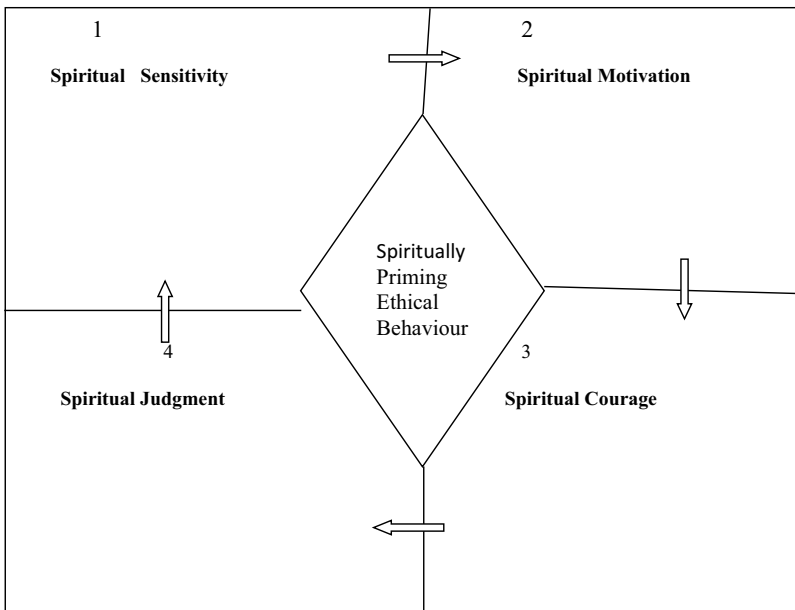 1
Spiritual Sensitivity
2
Spiritual Motivation
Spiritually
Priming
Ethical
Behaviour
3
Spiritual Courage
4
Spiritual Judgment